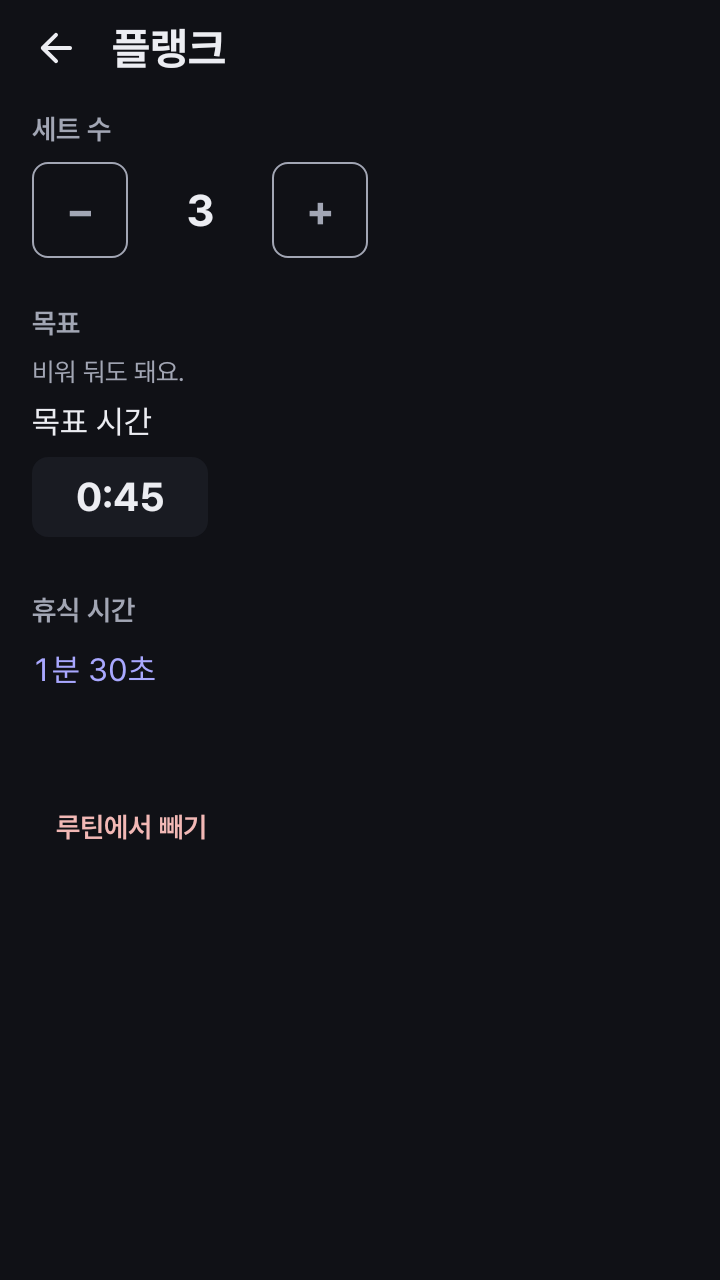 플랭크
세트 수
− 3 +
목표
비워 둬도 돼요.
목표 시간
0:45
휴식 시간
1분 30초
루틴에서 빼기